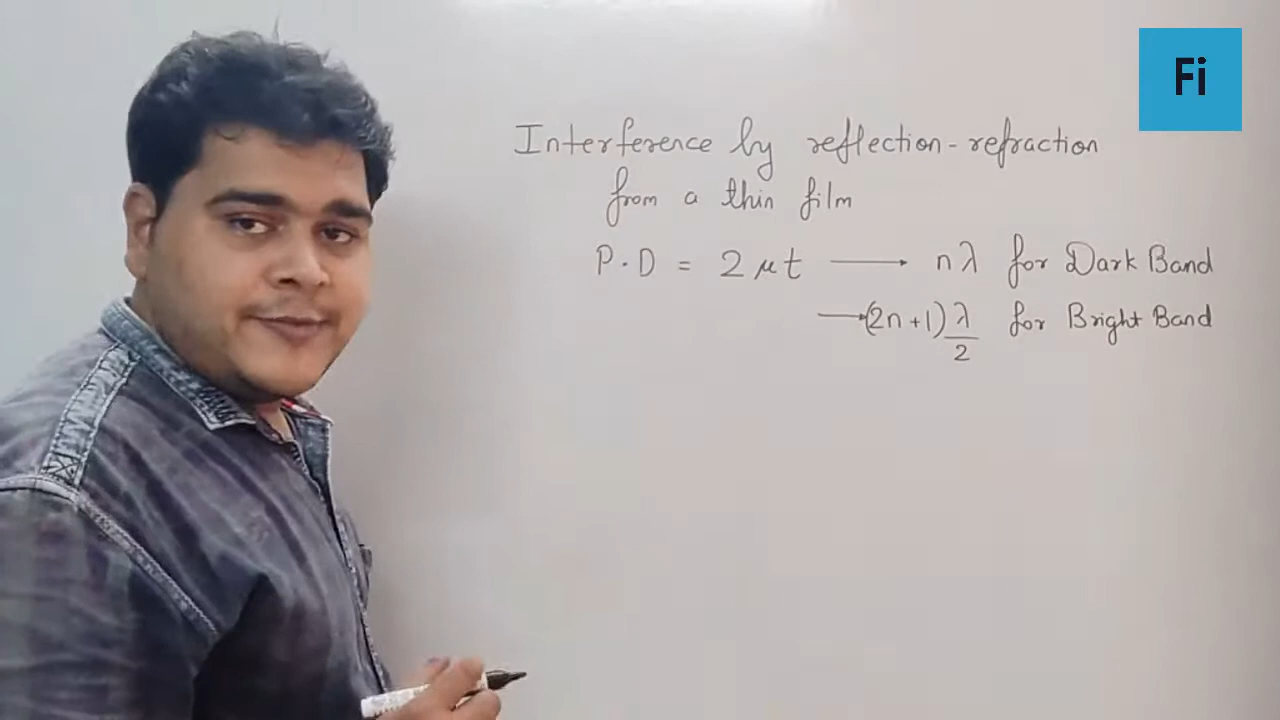 Fi
Interference by reflection-refraction
from a thin film
P.D = 2μt → nλ for Dark Band
→ (2n+1)λ/2 for Bright Band